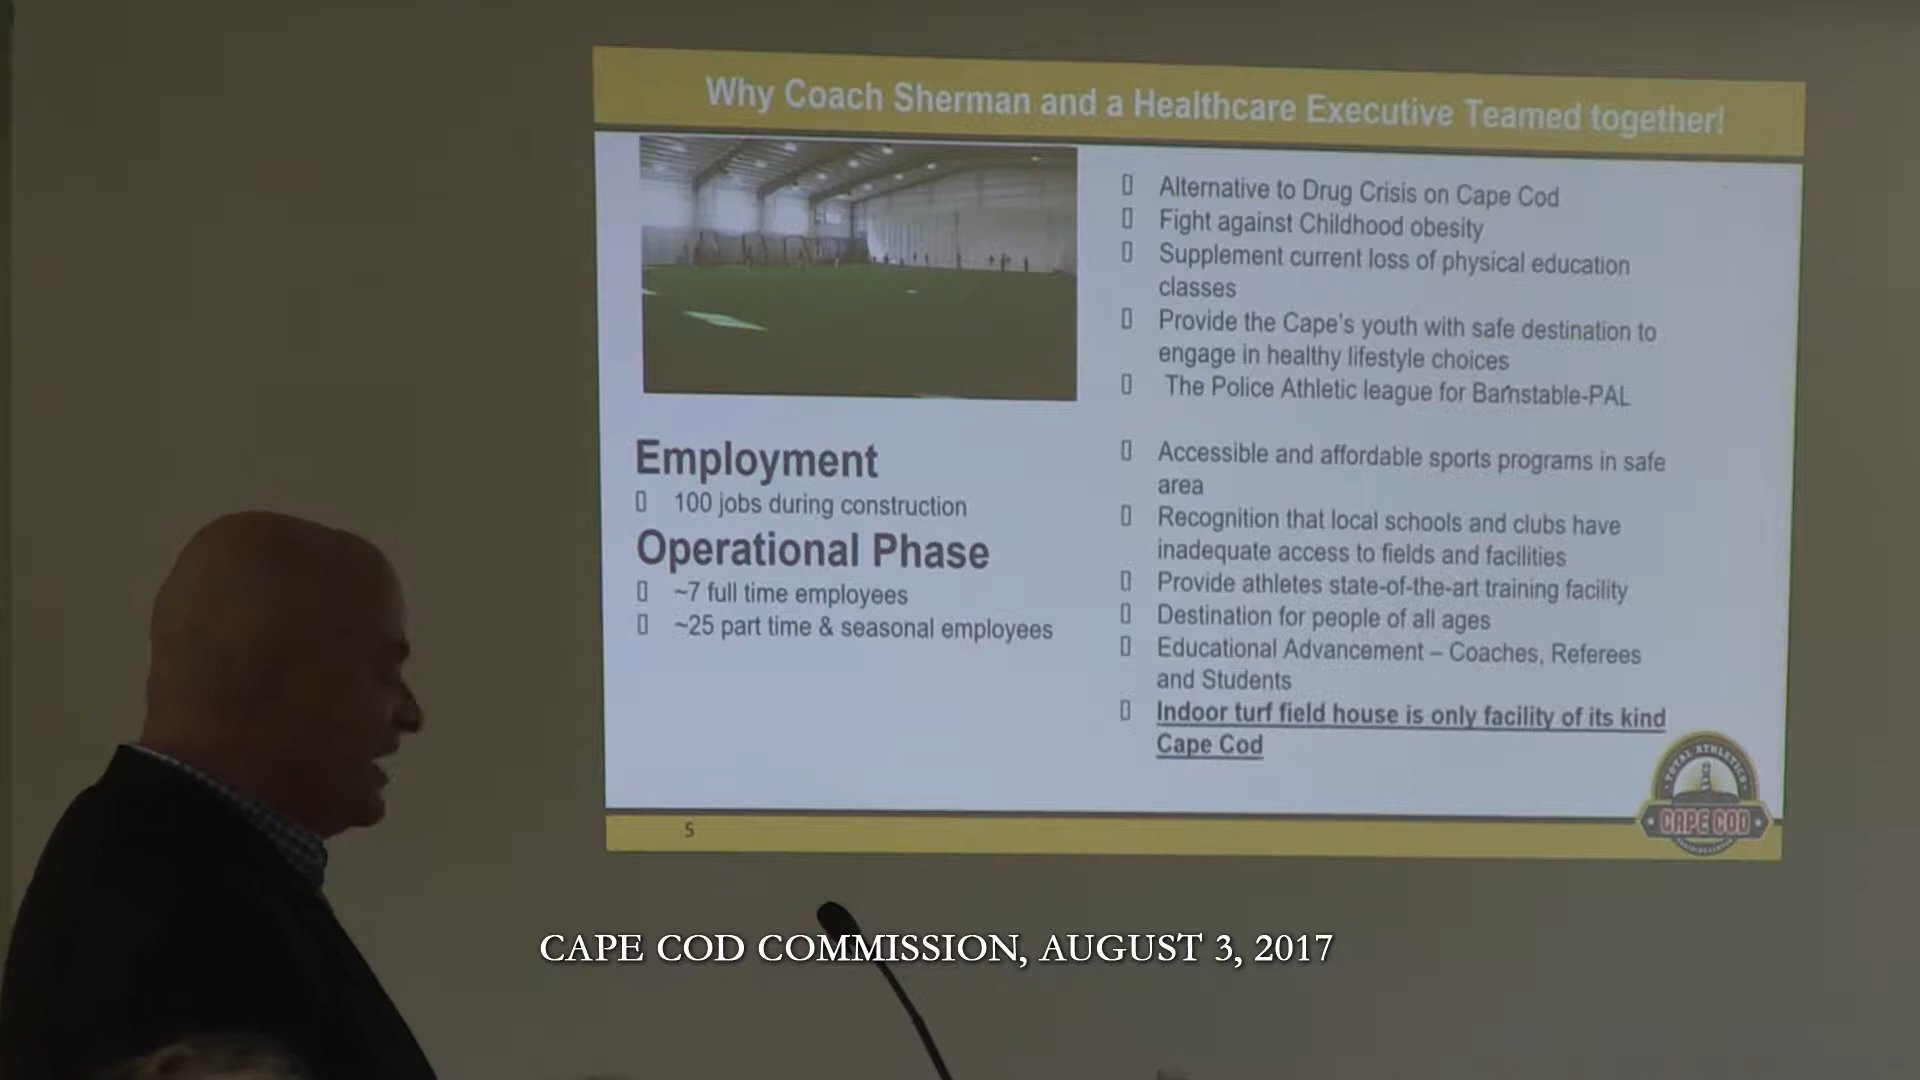 Why Coach Sherman and a Healthcare Executive Teamed together!
Alternative to Drug Crisis on Cape Cod
Fight against Childhood obesity
Supplement current loss of physical education
classes
Provide the Cape's youth with safe destination to
engage in healthy lifestyle choices
The Police Athletic league for Barnstable-PAL
Accessible and affordable sports programs in safe
area
Recognition that local schools and clubs have
inadequate access to fields and facilities
Provide athletes state-of-the-art training facility
Destination for people of all ages
Educational Advancement – Coaches, Referees
and Students
Indoor turf field house is only facility of its kind
Cape Cod
Employment
100 jobs during construction
Operational Phase
~7 full time employees
~25 part time & seasonal employees
5
TOTAL ATHLETICS
CAPE COD
CAPE COD COMMISSION, AUGUST 3, 2017